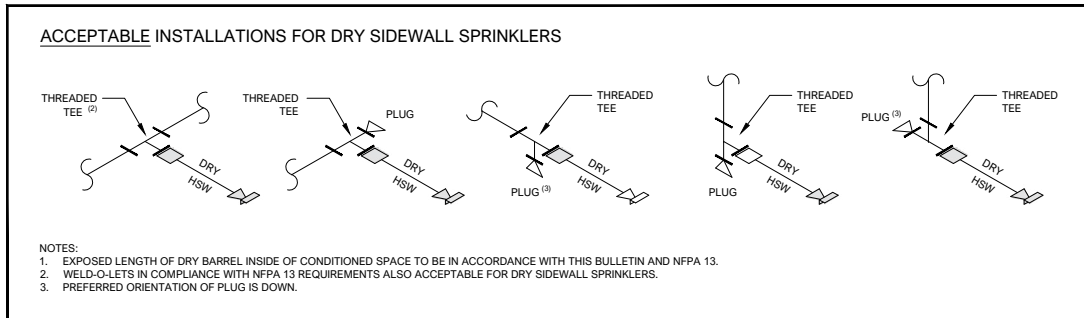 ACCEPTABLE INSTALLATIONS FOR DRY SIDEWALL SPRINKLERS
THREADED
TEE (2)
DRY
HSW
THREADED
TEE
PLUG
DRY
HSW
THREADED
TEE
PLUG (3)
DRY
HSW
THREADED
TEE
PLUG
DRY
HSW
THREADED
TEE
PLUG (3)
DRY
HSW
NOTES:
1. EXPOSED LENGTH OF DRY BARREL INSIDE OF CONDITIONED SPACE TO BE IN ACCORDANCE WITH THIS BULLETIN AND NFPA 13.
2. WELD-O-LETS IN COMPLIANCE WITH NFPA 13 REQUIREMENTS ALSO ACCEPTABLE FOR DRY SIDEWALL SPRINKLERS.
3. PREFERRED ORIENTATION OF PLUG IS DOWN.